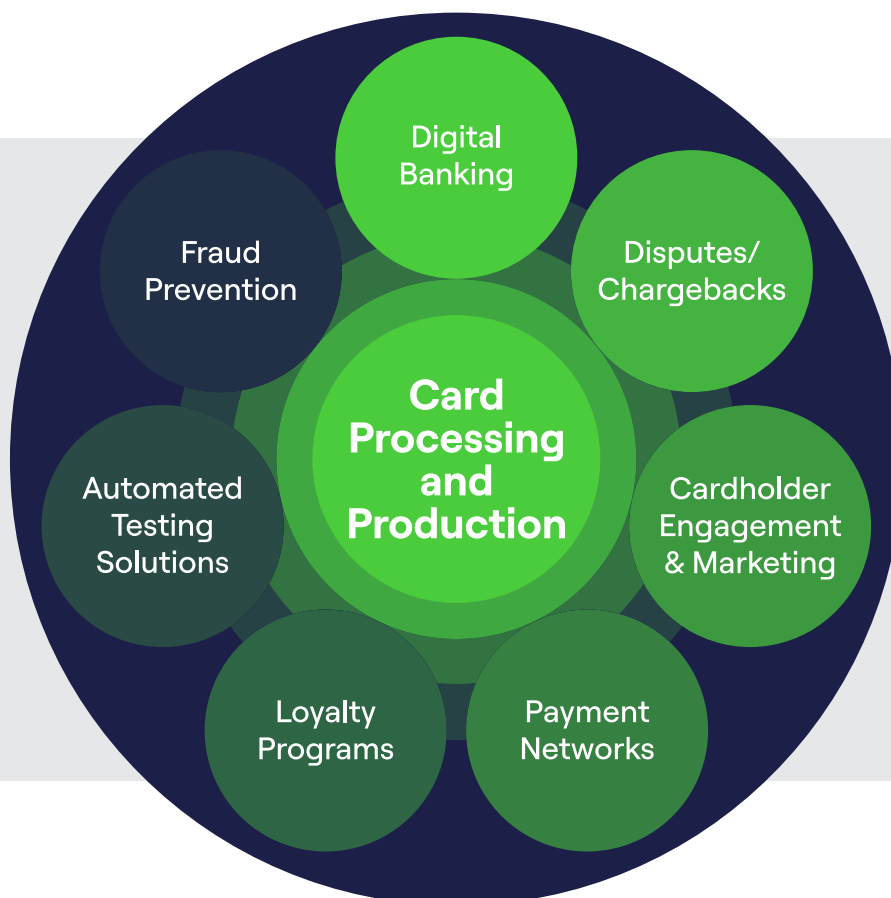 Digital
Banking
Disputes/
Chargebacks
Cardholder
Engagement
& Marketing
Payment
Networks
Loyalty
Programs
Automated
Testing
Solutions
Fraud
Prevention
Card
Processing
and
Production